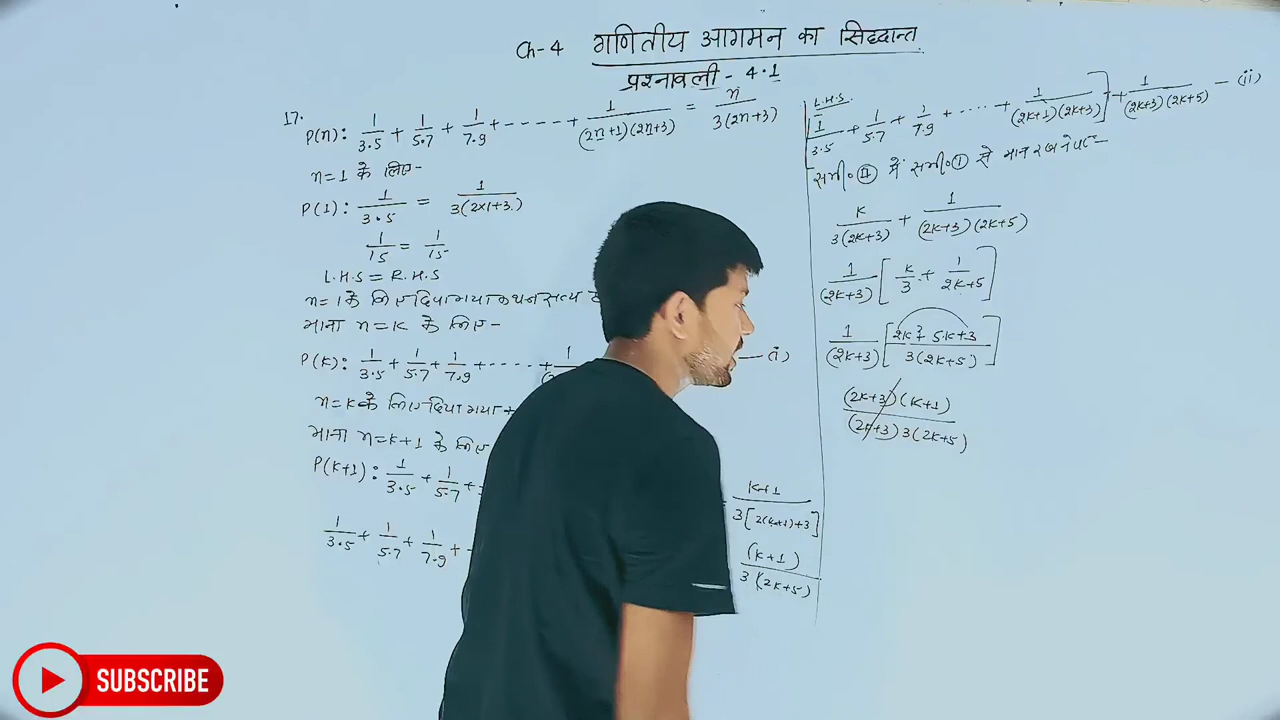 Ch-4 गणितीय आगमन का सिद्धान्त
प्रश्नावली - 4.1
17.
P(n): 1/3.5 + 1/5.7 + 1/7.9 + ----- + 1/(2n+1)(2n+3) = n/3(2n+3)
n=1 के लिए-
P(1): 1/3.5 = 1/3(2×1+3)
1/15 = 1/15
L.H.S = R.H.S
n=1 के लिए दिया गया कथन सत्य
माना n=K के लिए-
P(K): 1/3.5 + 1/5.7 + 1/7.9 + ---- + 1/(2 — (i)
n=K के लिए दिया गया
माना n=K+1 के लिए
P(K+1): 1/3.5 + 1/5.7 + K+1/3[2(K+1)+3]
1/3.5 + 1/5.7 + 1/7.9 + - (K+1)/3(2K+5)
L.H.S
[1/3.5 + 1/5.7 + 1/7.9 + ---- + 1/(2K+1)(2K+3)] + 1/(2K+3)(2K+5) — (ii)
समी० (II) में समी० (I) से मान रखने पर-
K/3(2K+3) + 1/(2K+3)(2K+5)
1/(2K+3) [K/3 + 1/2K+5]
1/(2K+3) [2K²+5K+3/3(2K+5)]
(2K+3)(K+1)/(2K+3)3(2K+5)
SUBSCRIBE